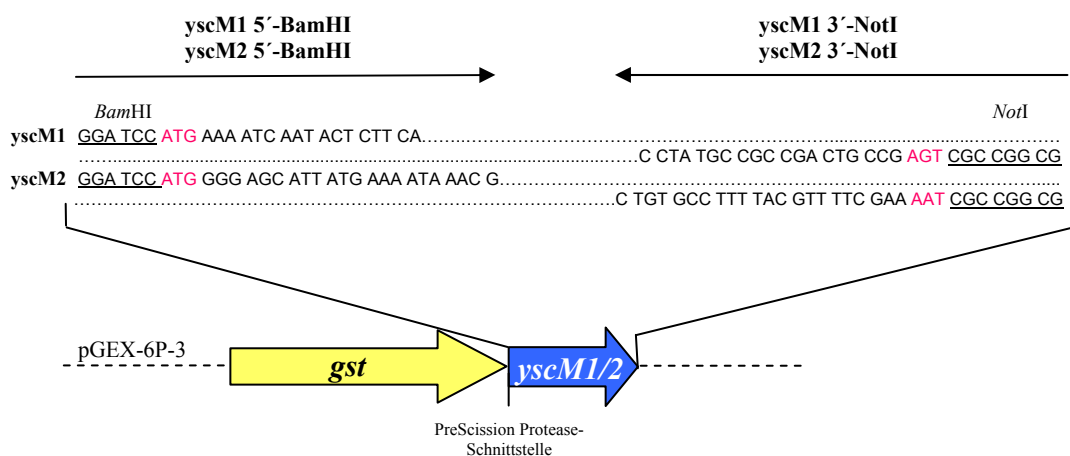 yscM1 5´-BamHI
yscM2 5´-BamHI
yscM1 3´-NotI
yscM2 3´-NotI
BamHI
NotI
yscM1 GGA TCC ATG AAA ATC AAT ACT CTT CA
C CTA TGC CGC CGA CTG CCG AGT CGC CGG CG
yscM2 GGA TCC ATG GGG AGC ATT ATG AAA ATA AAC G
C TGT GCC TTT TAC GTT TTC GAA AAT CGC CGG CG
pGEX-6P-3
gst
yscM1/2
PreScission Protease-
Schnittstelle